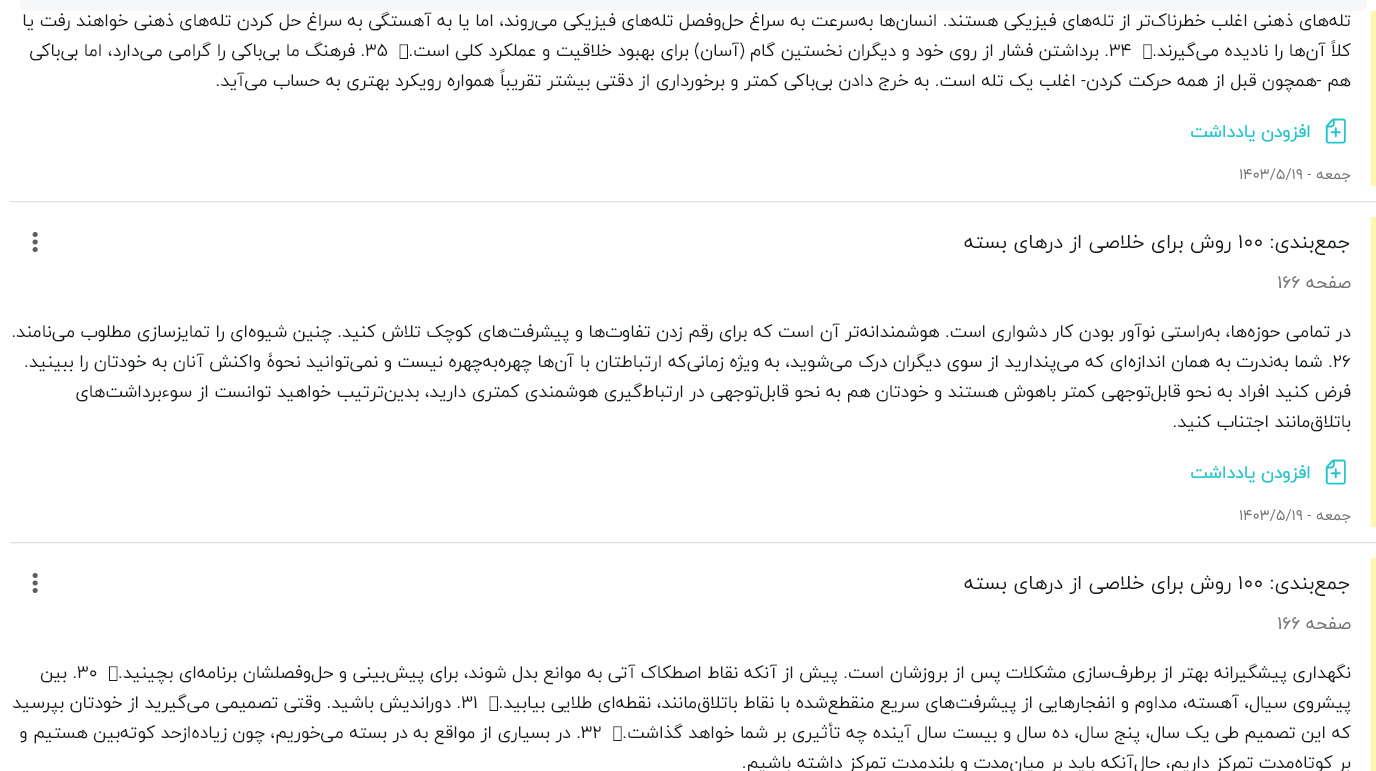 تله‌های ذهنی اغلب خطرناک‌تر از تله‌های فیزیکی هستند. انسان‌ها به‌سرعت به سراغ حل‌وفصل تله‌های فیزیکی می‌روند، اما یا به آهستگی به سراغ حل کردن تله‌های ذهنی خواهند رفت یا
کلاً آن‌ها را نادیده می‌گیرند.▯ ۳۴. برداشتن فشار از روی خود و دیگران نخستین گام (آسان) برای بهبود خلاقیت و عملکرد کلی است.▯ ۳۵. فرهنگ ما بی‌باکی را گرامی می‌دارد، اما بی‌باکی
هم -همچون قبل از همه حرکت کردن- اغلب یک تله است. به خرج دادن بی‌باکی کمتر و برخورداری از دقتی بیشتر تقریباً همواره رویکرد بهتری به حساب می‌آید.
افزودن یادداشت
جمعه - ۱۴۰۳/۵/۱۹
جمع‌بندی: ۱۰۰ روش برای خلاصی از درهای بسته
صفحه ۱۶۶
در تمامی حوزه‌ها، به‌راستی نوآور بودن کار دشواری است. هوشمندانه‌تر آن است که برای رقم زدن تفاوت‌ها و پیشرفت‌های کوچک تلاش کنید. چنین شیوه‌ای را تمایزسازی مطلوب می‌نامند.
۲۶. شما به‌ندرت به همان اندازه‌ای که می‌پندارید از سوی دیگران درک می‌شوید، به ویژه زمانی‌که ارتباطتان با آن‌ها چهره‌به‌چهره نیست و نمی‌توانید نحوهٔ واکنش آنان به خودتان را ببینید.
فرض کنید افراد به نحو قابل‌توجهی کمتر باهوش هستند و خودتان هم به نحو قابل‌توجهی در ارتباط‌گیری هوشمندی کمتری دارید، بدین‌ترتیب خواهید توانست از سوءبرداشت‌های
باتلاق‌مانند اجتناب کنید.
افزودن یادداشت
جمعه - ۱۴۰۳/۵/۱۹
جمع‌بندی: ۱۰۰ روش برای خلاصی از درهای بسته
صفحه ۱۶۶
نگهداری پیشگیرانه بهتر از برطرف‌سازی مشکلات پس از بروزشان است. پیش از آنکه نقاط اصطکاک آتی به موانع بدل شوند، برای پیش‌بینی و حل‌وفصلشان برنامه‌ای بچینید.▯ ۳۰. بین
پیشروی سیال، آهسته، مداوم و انفجارهایی از پیشرفت‌های سریع منقطع‌شده با نقاط باتلاق‌مانند، نقطه‌ای طلایی بیابید.▯ ۳۱. دوراندیش باشید. وقتی تصمیمی می‌گیرید از خودتان بپرسید
که این تصمیم طی یک سال، پنج سال، ده سال و بیست سال آینده چه تأثیری بر شما خواهد گذاشت.▯ ۳۲. در بسیاری از مواقع به در بسته می‌خوریم، چون زیاده‌ازحد کوته‌بین هستیم و
بر کوتاه‌مدت تمرکز داریم، حال‌آنکه باید بر میان‌مدت و بلندمدت تمرکز داشته باشیم.